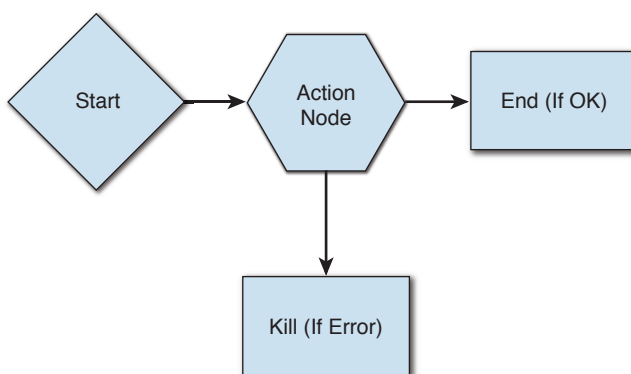 Start
Action
Node
End (If OK)
Kill (If Error)